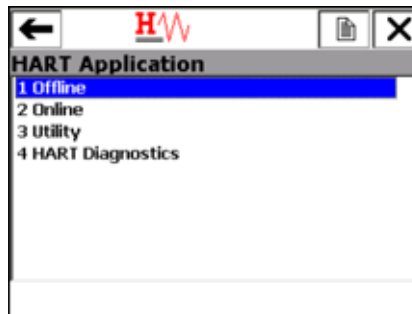 H
HART Application
1 Offline
2 Online
3 Utility
4 HART Diagnostics